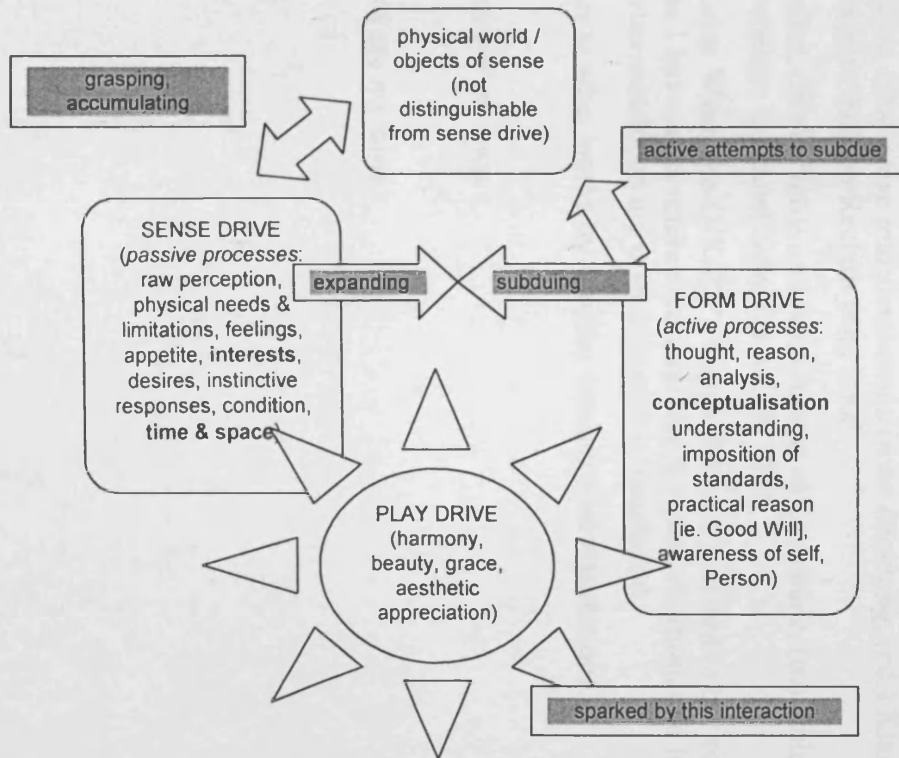 physical world /
objects of sense
(not
distinguishable
from sense drive)
grasping,
accumulating
active attempts to subdue
SENSE DRIVE
(passive processes:
raw perception,
physical needs &
limitations, feelings,
appetite, interests,
desires, instinctive
responses, condition,
time & space
expanding
subduing
FORM DRIVE
(active processes:
thought, reason,
analysis,
conceptualisation
understanding,
imposition of
standards,
practical reason
[ie. Good Will],
awareness of self,
Person)
PLAY DRIVE
(harmony,
beauty, grace,
aesthetic
appreciation)
sparked by this interaction